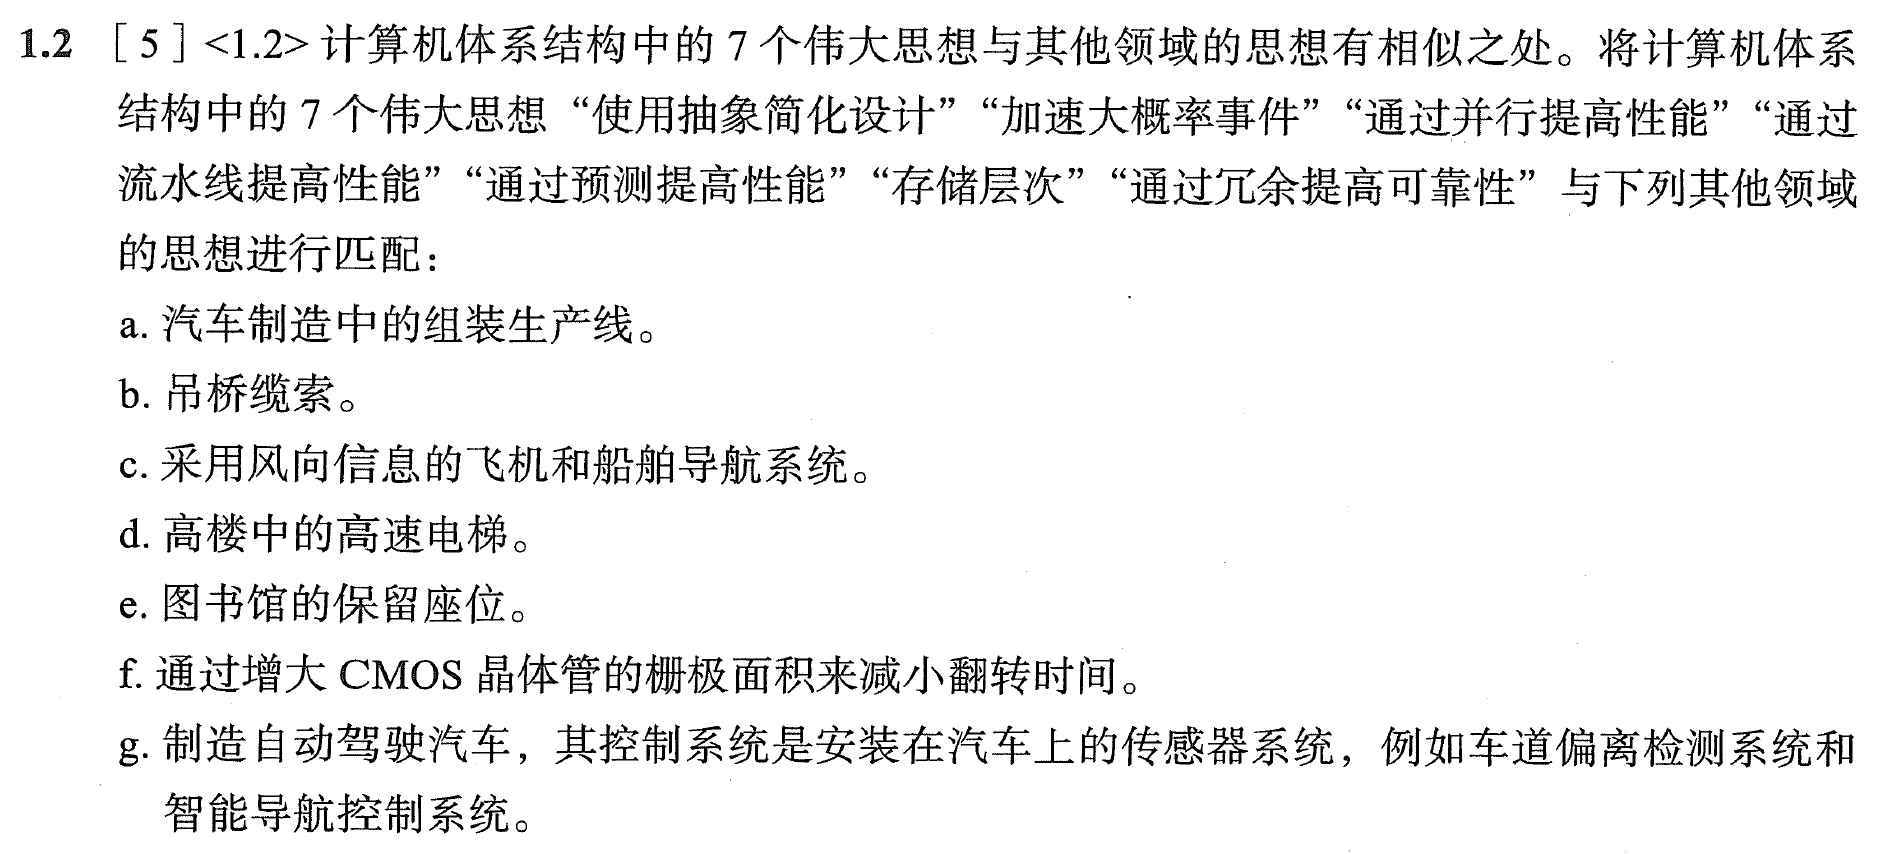 1.2 [5] <1.2> 计算机体系结构中的 7 个伟大思想与其他领域的思想有相似之处。将计算机体系
结构中的 7 个伟大思想“使用抽象简化设计”“加速大概率事件”“通过并行提高性能”“通过
流水线提高性能”“通过预测提高性能”“存储层次”“通过冗余提高可靠性”与下列其他领域
的思想进行匹配：
a. 汽车制造中的组装生产线。
b. 吊桥缆索。
c. 采用风向信息的飞机和船舶导航系统。
d. 高楼中的高速电梯。
e. 图书馆的保留座位。
f. 通过增大 CMOS 晶体管的栅极面积来减小翻转时间。
g. 制造自动驾驶汽车，其控制系统是安装在汽车上的传感器系统，例如车道偏离检测系统和
智能导航控制系统。